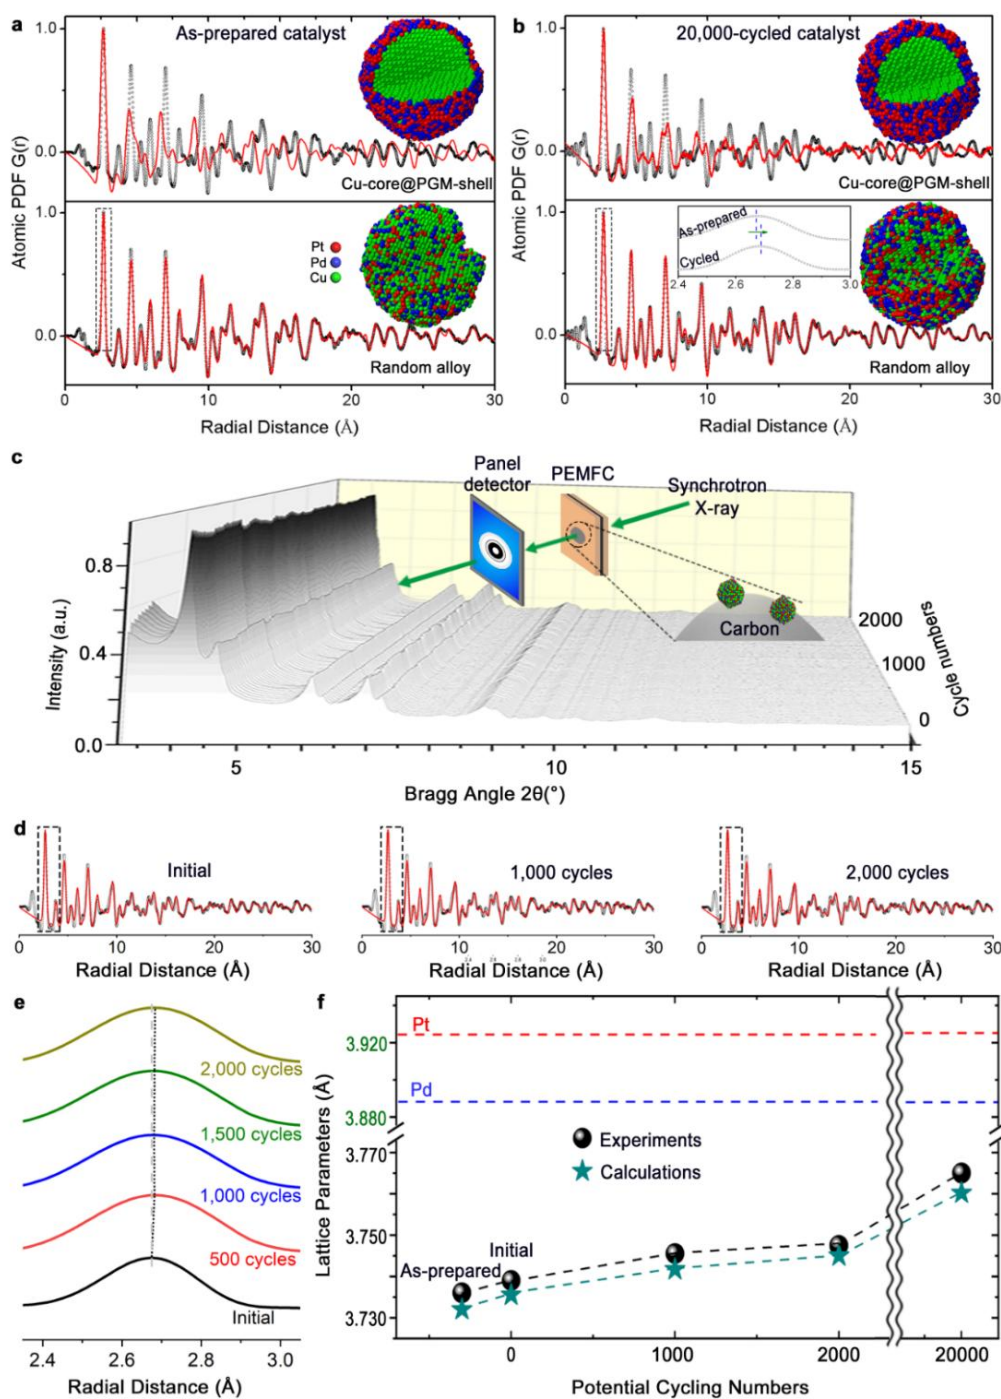 a
As-prepared catalyst
Atomic PDF G(r)
1.0
0.0
Cu-core@PGM-shell
1.0
0.0
Pt
Pd
Cu
Random alloy
0 10 20 30
Radial Distance (Å)
b
20,000-cycled catalyst
Atomic PDF G(r)
1.0
0.0
Cu-core@PGM-shell
1.0
0.0
As-prepared
Cycled
2.4 2.6 2.8 3.0
Random alloy
0 10 20 30
Radial Distance (Å)
c
Panel
detector
PEMFC
Synchrotron
X-ray
Carbon
Intensity (a.u.)
0.8
0.4
0.0
2000
1000
0
Cycle numbers
5 10 15
Bragg Angle 2θ(°)
d
Initial
0 10 20 30
Radial Distance (Å)
1,000 cycles
0 10 20 30
2.4 2.6 2.8 3.0
Radial Distance (Å)
2,000 cycles
0 10 20 30
Radial Distance (Å)
e
2,000 cycles
1,500 cycles
1,000 cycles
500 cycles
Initial
2.4 2.6 2.8 3.0
Radial Distance (Å)
f
Lattice Parameters (Å)
3.920
3.880
3.770
3.750
3.730
Pt
Pd
Experiments
Calculations
Initial
As-prepared
0 1000 2000 20000
Potential Cycling Numbers